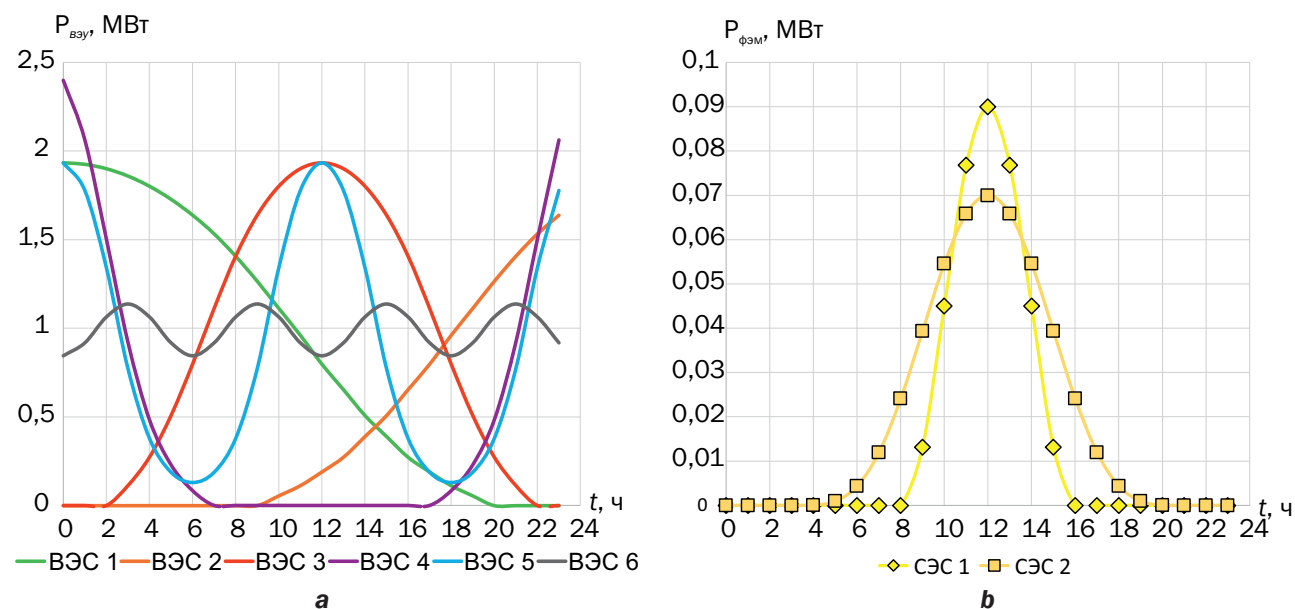 Pвэу, МВт
2,5
2
1,5
1
0,5
0
0 2 4 6 8 10 12 14 16 18 20 22 24
t, ч
ВЭС 1 ВЭС 2 ВЭС 3 ВЭС 4 ВЭС 5 ВЭС 6
a
Pфэм, МВт
0,1
0,09
0,08
0,07
0,06
0,05
0,04
0,03
0,02
0,01
0
0 2 4 6 8 10 12 14 16 18 20 22 24
t, ч
СЭС 1 СЭС 2
b